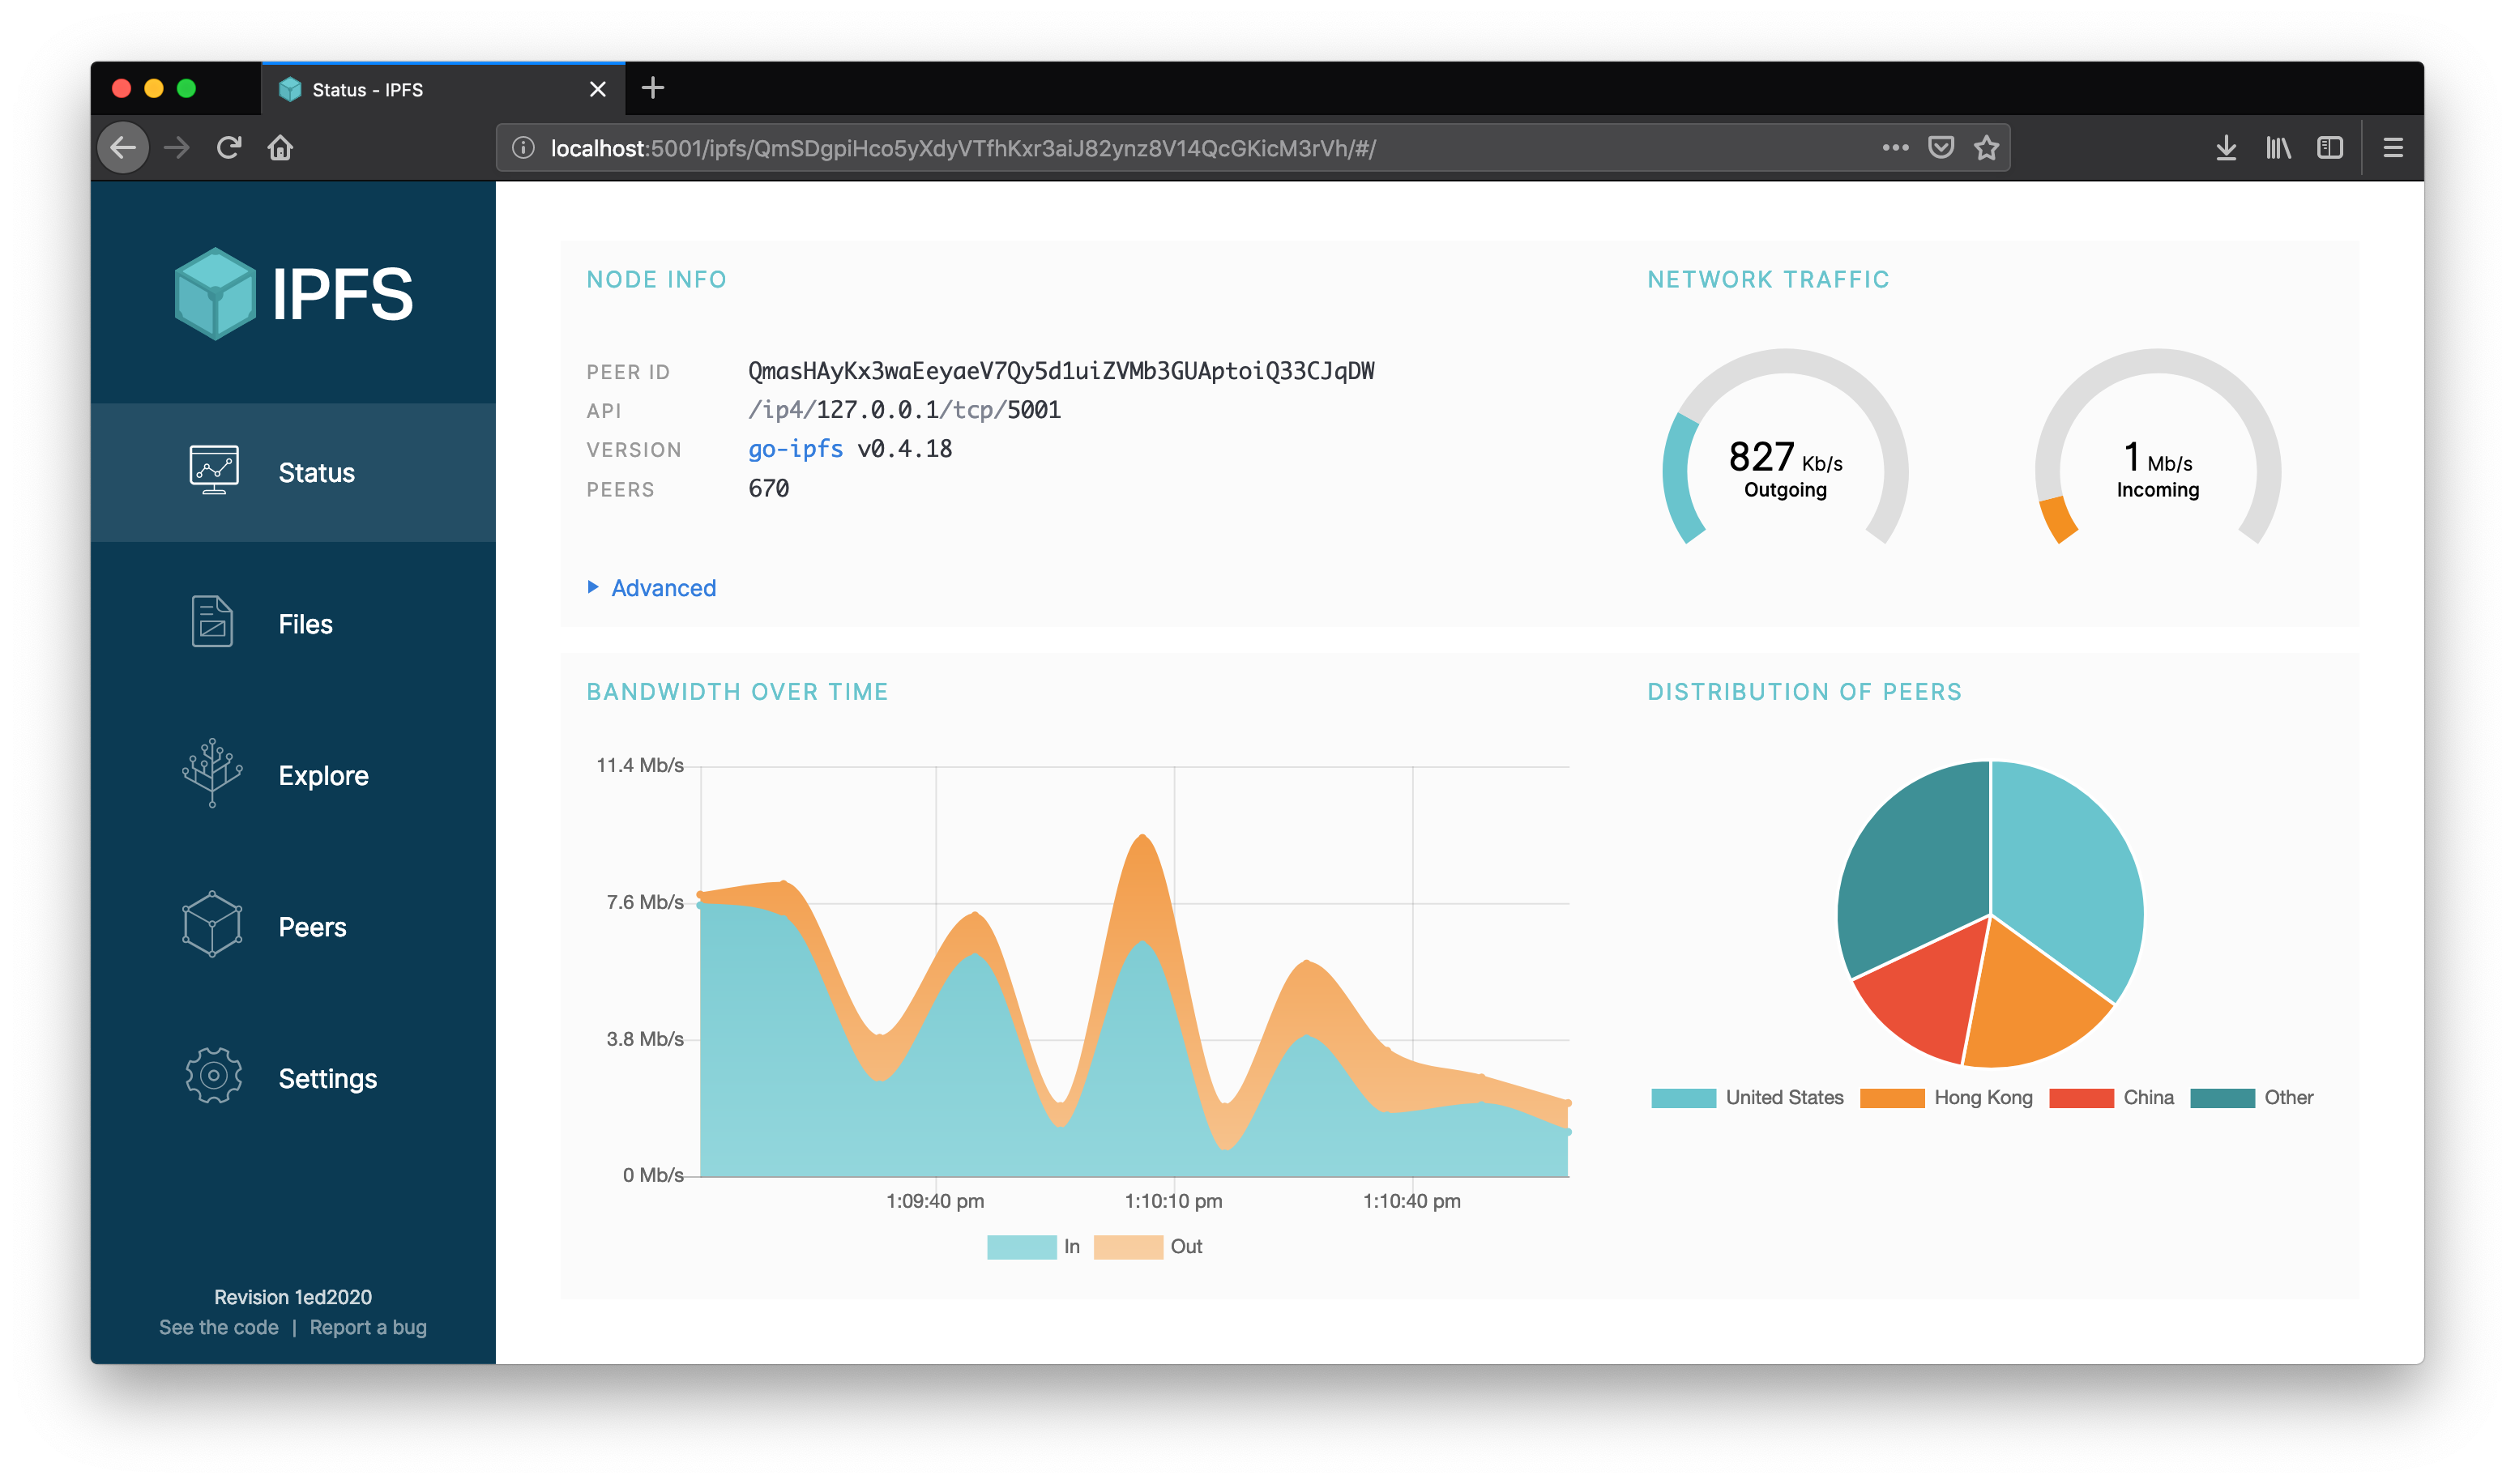 Status - IPFS
localhost:5001/ipfs/QmSDgpiHco5yXdyVTfhKxr3aiJ82ynz8V14QcGKicM3rVh/#/
IPFS
Status
Files
Explore
Peers
Settings
Revision 1ed2020
See the code | Report a bug
NODE INFO
PEER ID QmasHAyKx3waEeyaeV7Qy5d1uiZVMb3GUAptoiQ33CJqDW
API /ip4/127.0.0.1/tcp/5001
VERSION go-ipfs v0.4.18
PEERS 670
Advanced
NETWORK TRAFFIC
827 Kb/s
Outgoing
1 Mb/s
Incoming
BANDWIDTH OVER TIME
11.4 Mb/s
7.6 Mb/s
3.8 Mb/s
0 Mb/s
1:09:40 pm 1:10:10 pm 1:10:40 pm
In Out
DISTRIBUTION OF PEERS
United States Hong Kong China Other